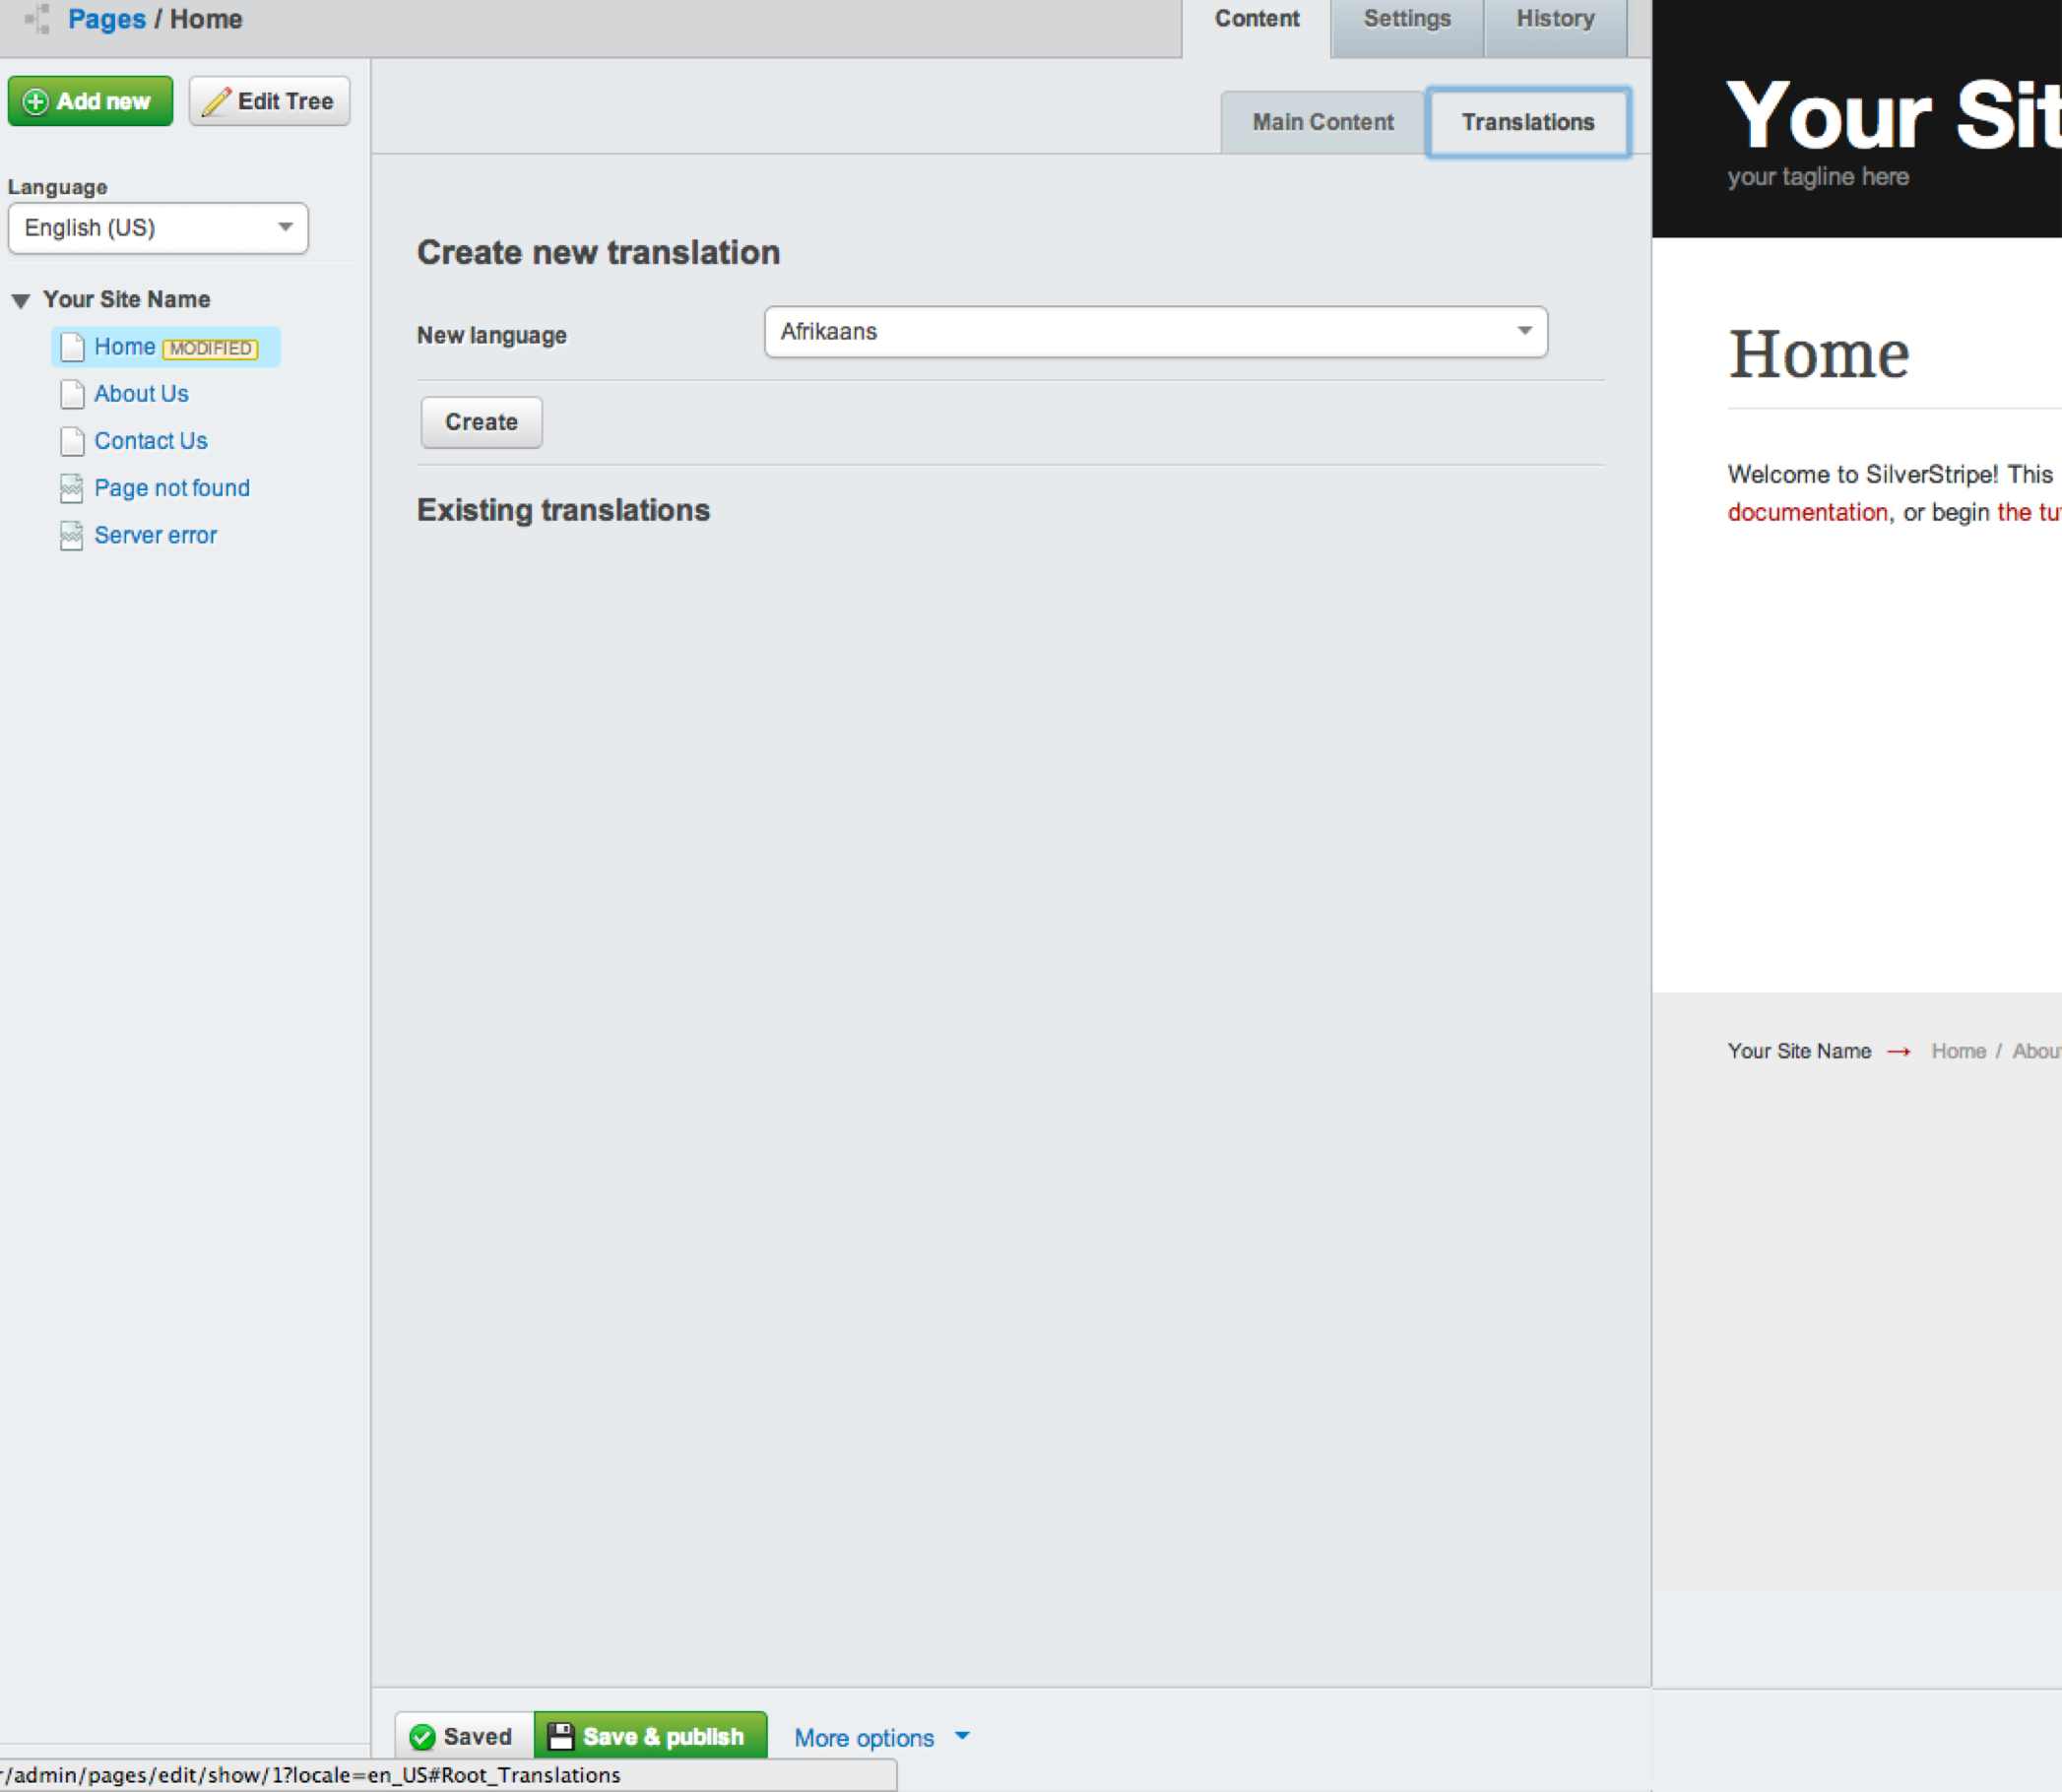 Pages / Home
Content
Settings
History
Add new
Edit Tree
Main Content
Translations
Language
English (US)
Your Site Name
Home MODIFIED
About Us
Contact Us
Page not found
Server error
Create new translation
New language
Afrikaans
Create
Existing translations
Saved
Save & publish
More options
r/admin/pages/edit/show/1?locale=en_US#Root_Translations
Your Sit
your tagline here
Home
Welcome to SilverStripe! This
documentation, or begin the tu
Your Site Name → Home / Abou